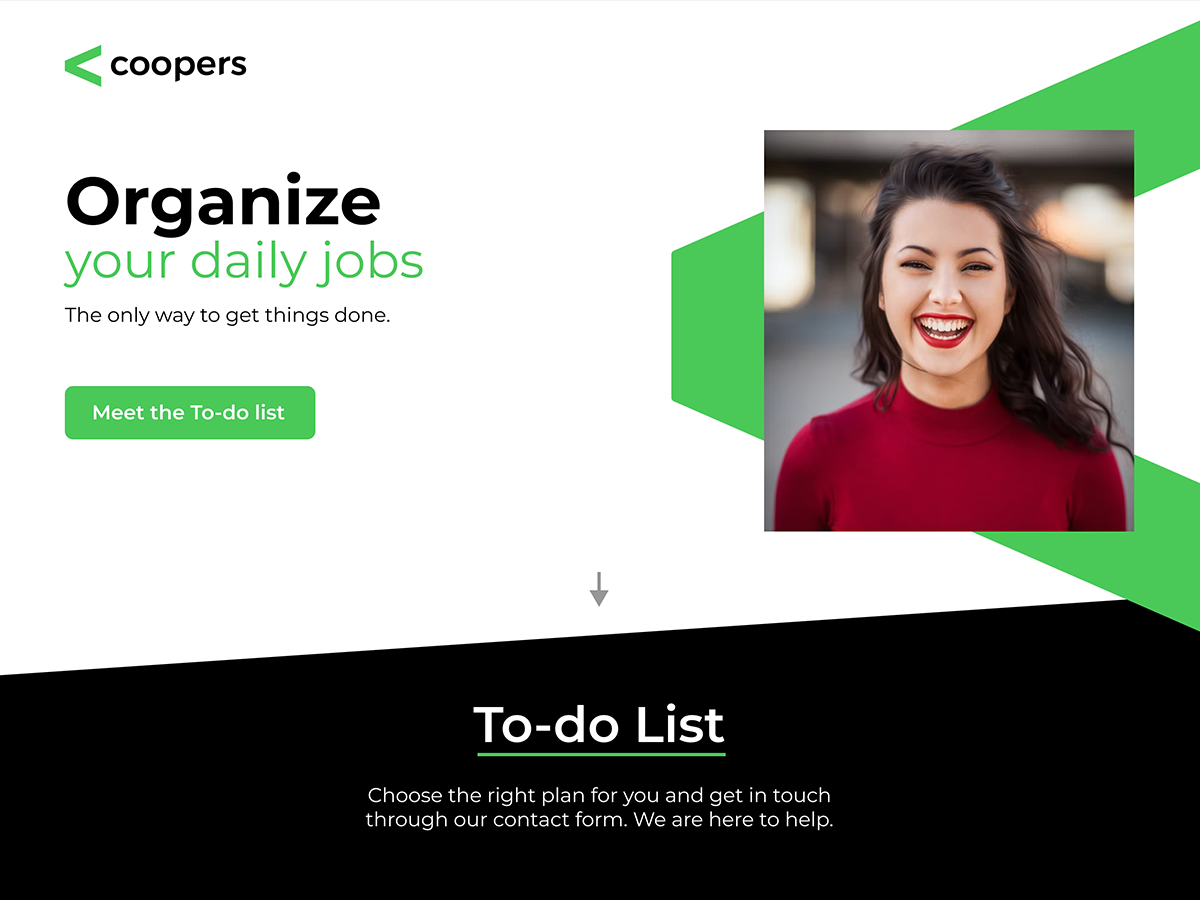 coopers
Organize
your daily jobs
The only way to get things done.
Meet the To-do list
To-do List
Choose the right plan for you and get in touch
through our contact form. We are here to help.